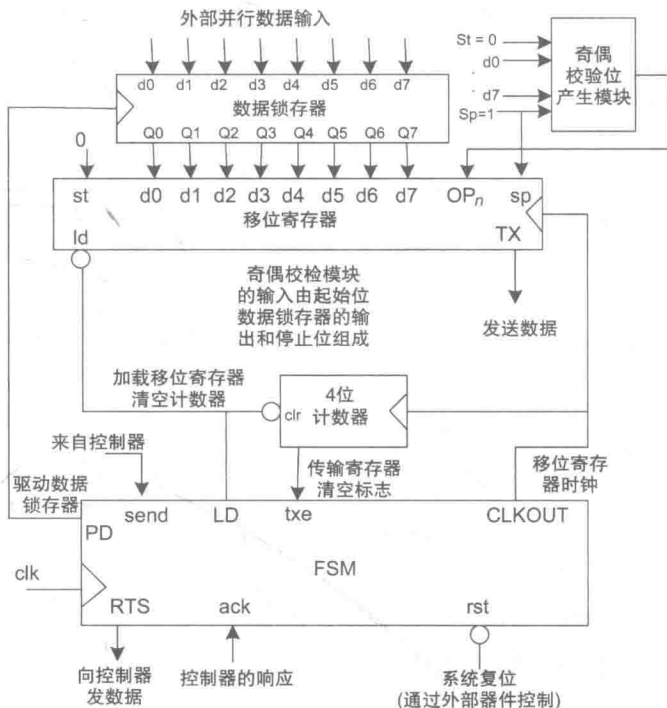 外部并行数据输入
St = 0
d0
d7
Sp=1
奇偶
校验位
产生模块
d0 d1 d2 d3 d4 d5 d6 d7
数据锁存器
Q0 Q1 Q2 Q3 Q4 Q5 Q6 Q7
0
st d0 d1 d2 d3 d4 d5 d6 d7 OPn sp
移位寄存器
ld
TX
奇偶校检模块
的输入由起始位
数据锁存器的输
出和停止位组成
发送数据
加载移位寄存器
清空计数器
clr
4位
计数器
来自控制器
传输寄存器
清空标志
移位寄存
器时钟
驱动数据
锁存器
send LD txe CLKOUT
PD
FSM
clk
RTS ack rst
向控制器
发数据
控制器的响应
系统复位
(通过外部器件控制)